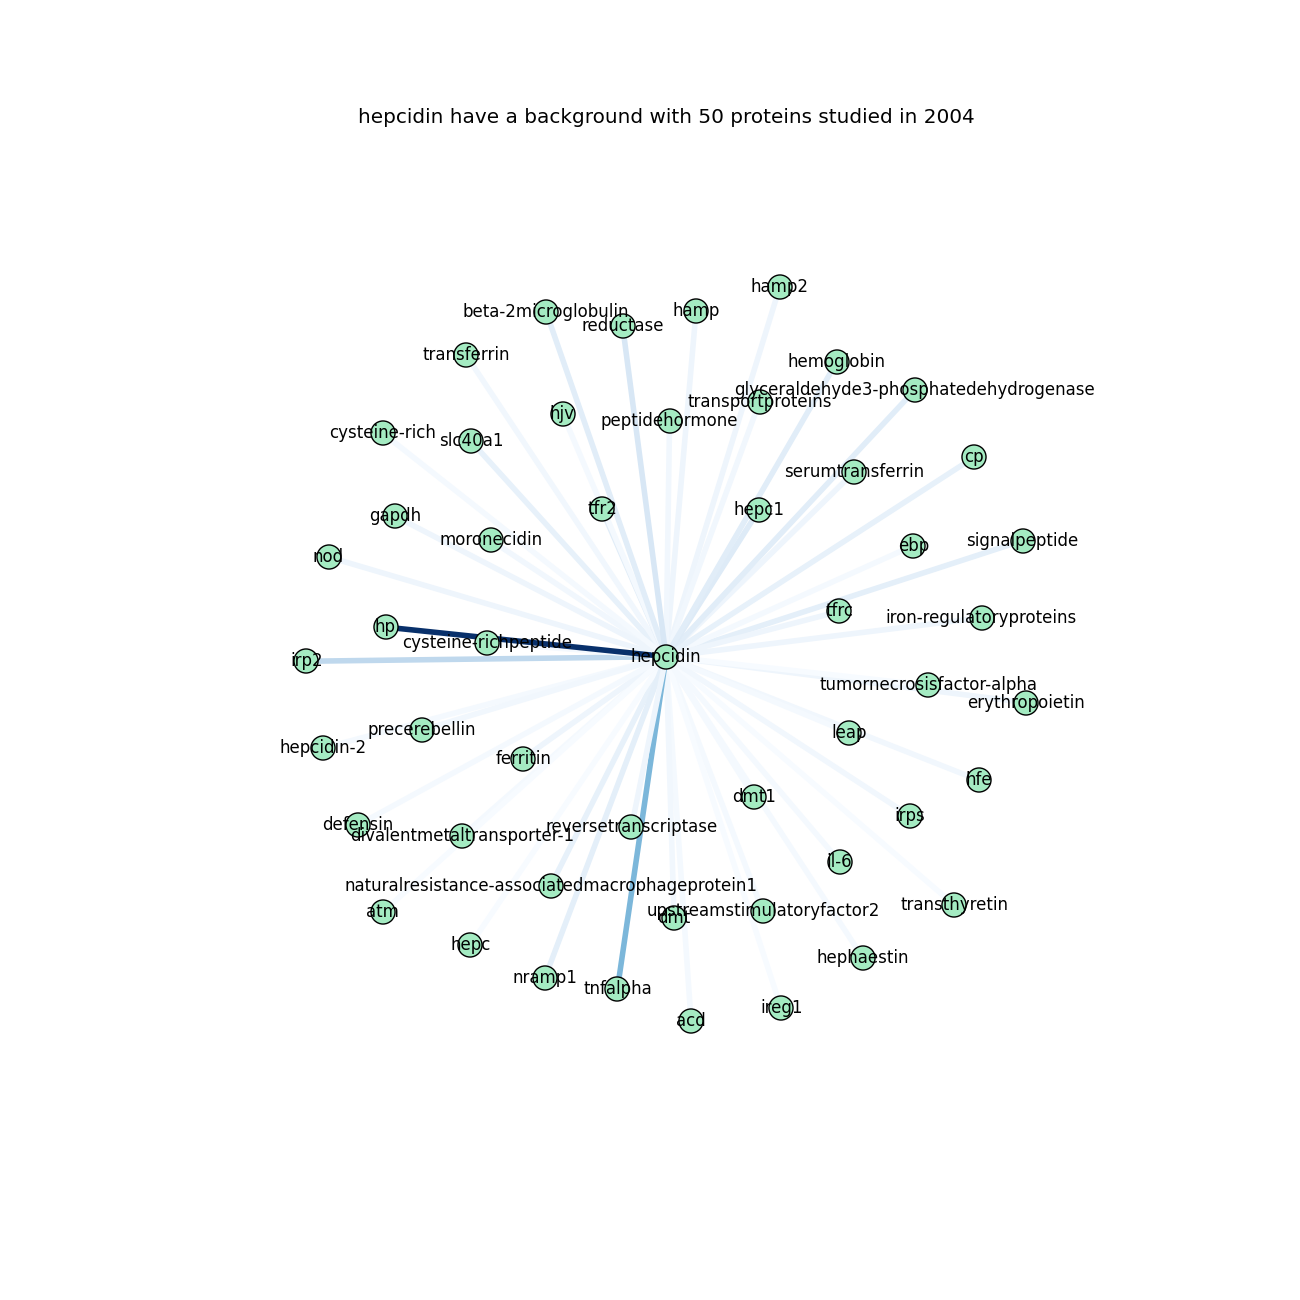 hepcidin have a background with 50 proteins studied in 2004
hamp2
beta-2microglobulin
hamp
reductase
transferrin
hemoglobin
glyceraldehyde3-phosphatedehydrogenase
transportproteins
hjv
peptidehormone
cysteine-rich
slc40a1
cp
serumtransferrin
tfr2
hepc1
gapdh
moronecidin
signalpeptide
ebp
nod
tfrc
iron-regulatoryproteins
hp
cysteine-richpeptide
hepcidin
irp2
tumornecrosisfactor-alpha
erythropoietin
precerebellin
leap
hepcidin-2
ferritin
hfe
dmt1
irps
defensin
reversetranscriptase
divalentmetaltransporter-1
il-6
naturalresistance-associatedmacrophageprotein1
transthyretin
atm
upstreamstimulatoryfactor2
dmt
hepc
hephaestin
nramp1
tnfalpha
ireg1
acd